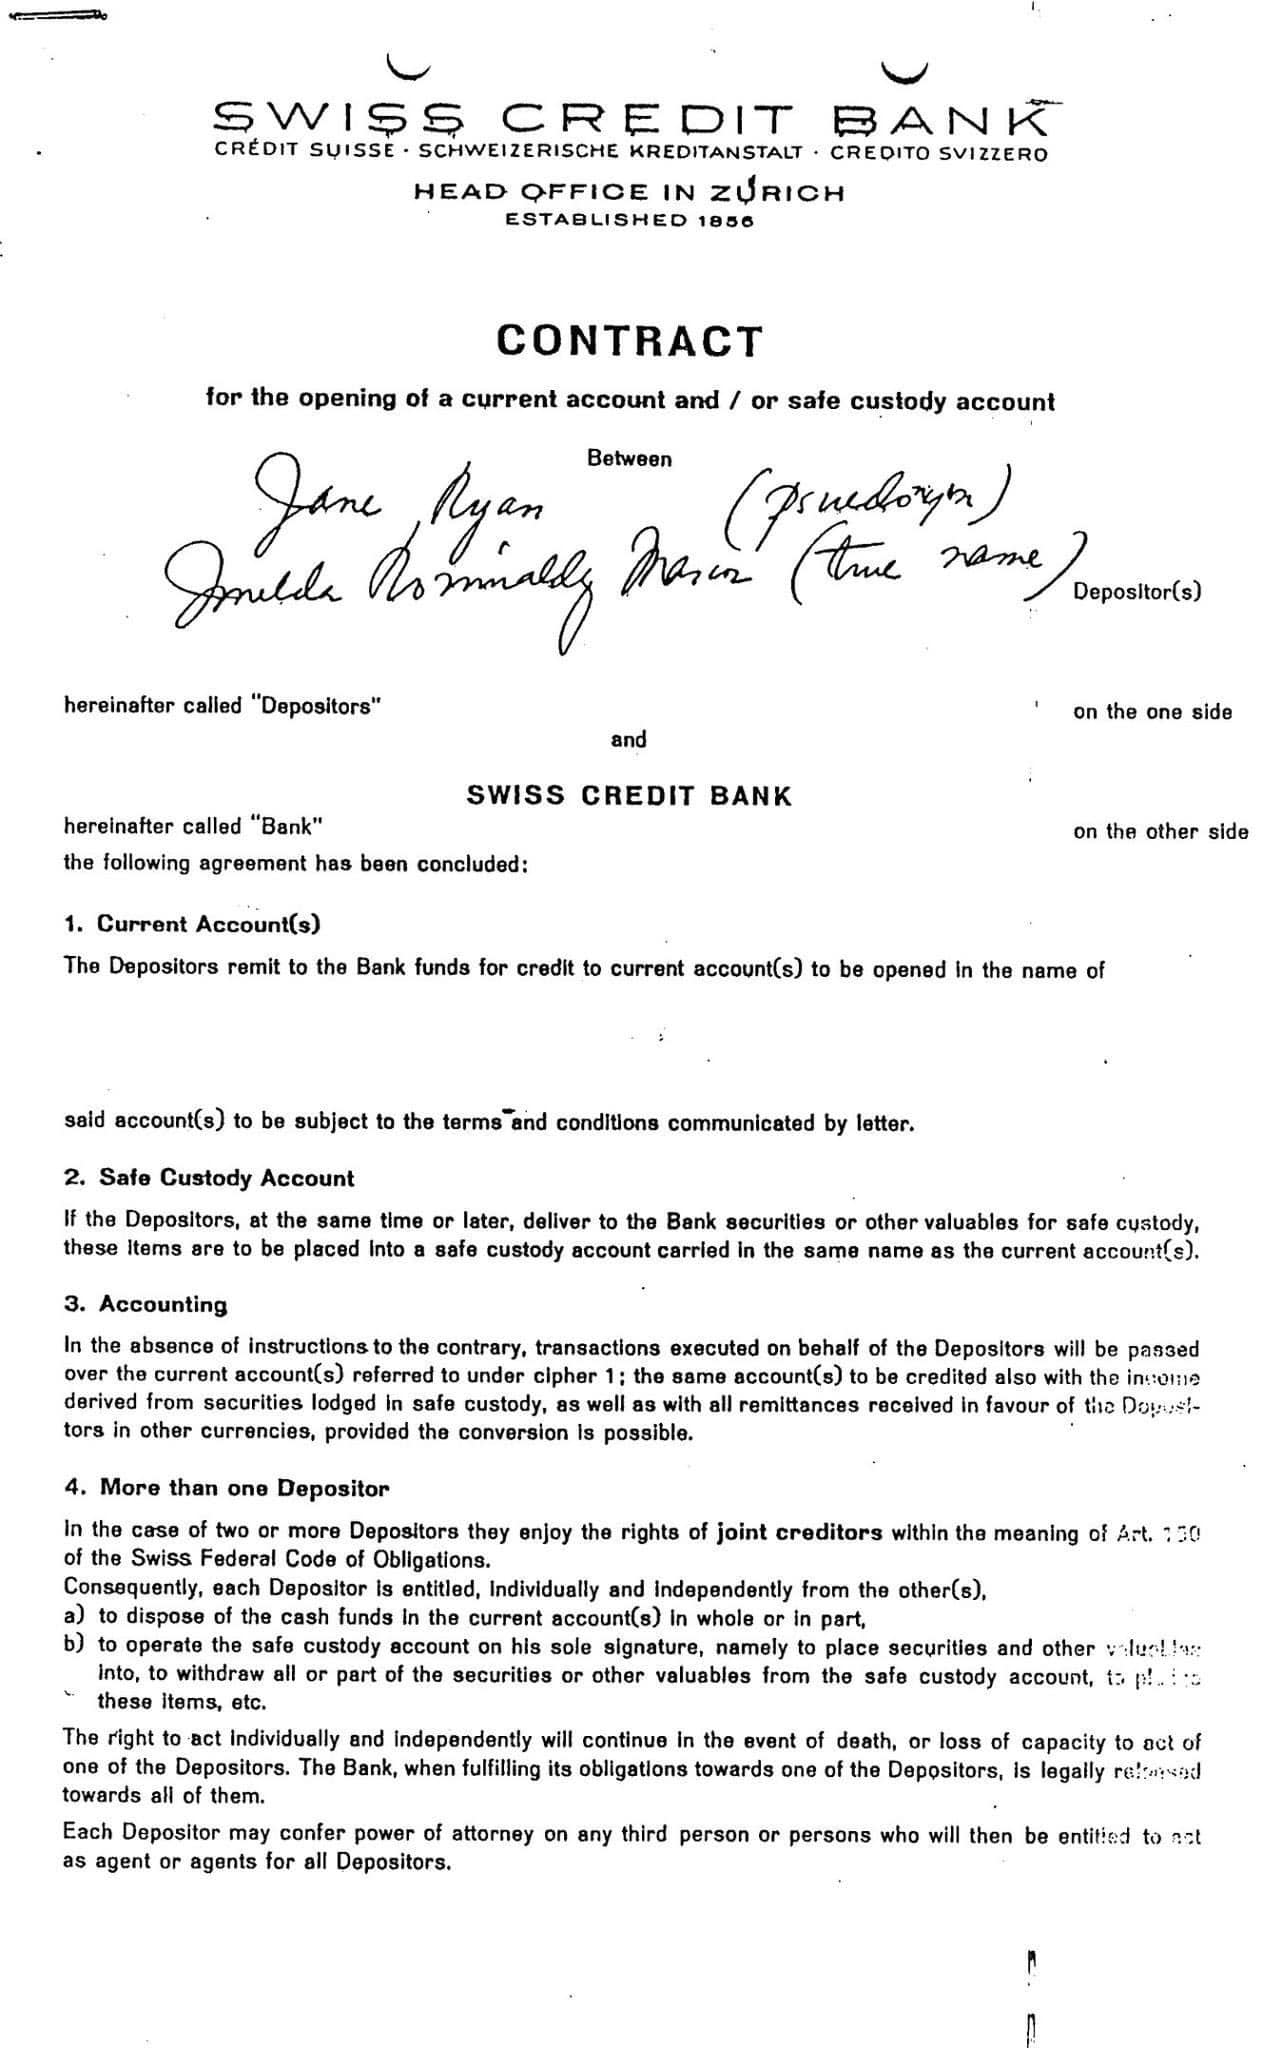 SWISS CREDIT BANK
CRÉDIT SUISSE · SCHWEIZERISCHE KREDITANSTALT · CREDITO SVIZZERO
HEAD OFFICE IN ZÜRICH
ESTABLISHED 1856
CONTRACT
for the opening of a current account and / or safe custody account
Between
Jane Ryan (psuedonym)
Imelda Romualdez Marcos (true name)
Depositor(s)
hereinafter called "Depositors" on the one side
and
SWISS CREDIT BANK
hereinafter called "Bank" on the other side
the following agreement has been concluded:
1. Current Account(s)
The Depositors remit to the Bank funds for credit to current account(s) to be opened in the name of
said account(s) to be subject to the terms and conditions communicated by letter.
2. Safe Custody Account
If the Depositors, at the same time or later, deliver to the Bank securities or other valuables for safe custody,
these items are to be placed into a safe custody account carried in the same name as the current account(s).
3. Accounting
In the absence of instructions to the contrary, transactions executed on behalf of the Depositors will be passed
over the current account(s) referred to under cipher 1; the same account(s) to be credited also with the income
derived from securities lodged in safe custody, as well as with all remittances received in favour of the Deposi-
tors in other currencies, provided the conversion is possible.
4. More than one Depositor
In the case of two or more Depositors they enjoy the rights of joint creditors within the meaning of Art. 150
of the Swiss Federal Code of Obligations.
Consequently, each Depositor is entitled, individually and independently from the other(s),
a) to dispose of the cash funds in the current account(s) in whole or in part,
b) to operate the safe custody account on his sole signature, namely to place securities and other valuables
into, to withdraw all or part of the securities or other valuables from the safe custody account, to
these items, etc.
The right to act individually and independently will continue in the event of death, or loss of capacity to act of
one of the Depositors. The Bank, when fulfilling its obligations towards one of the Depositors, is legally released
towards all of them.
Each Depositor may confer power of attorney on any third person or persons who will then be entitled to act
as agent or agents for all Depositors.